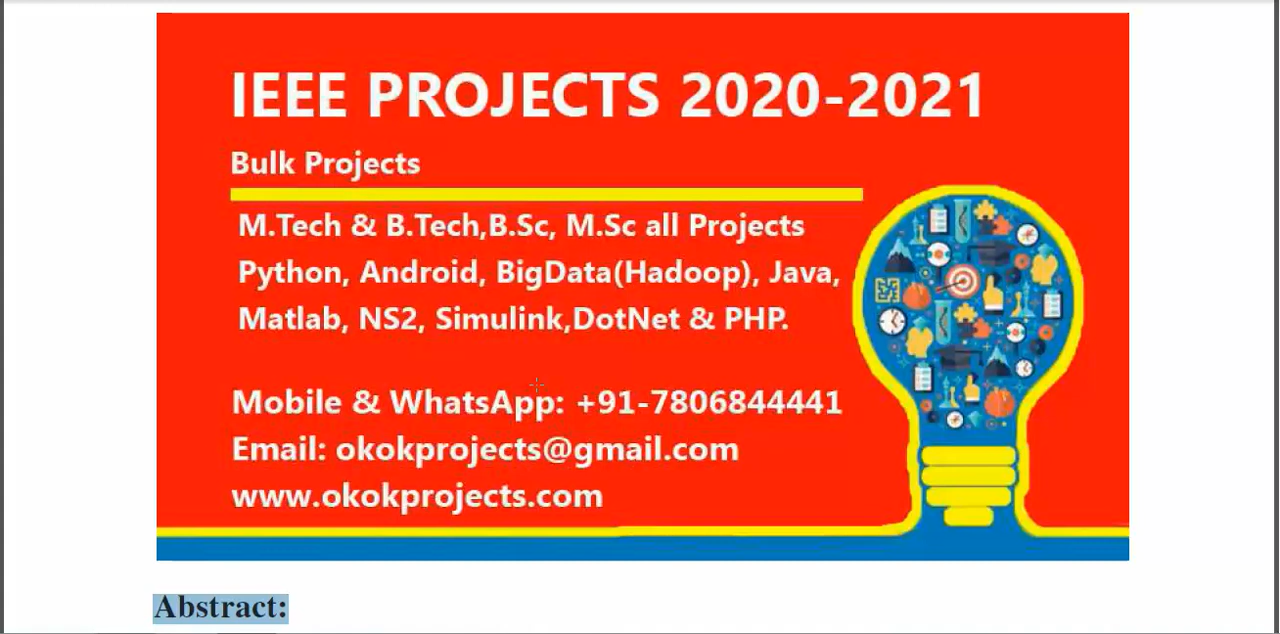 IEEE PROJECTS 2020-2021
Bulk Projects
M.Tech & B.Tech,B.Sc, M.Sc all Projects
Python, Android, BigData(Hadoop), Java,
Matlab, NS2, Simulink,DotNet & PHP.
Mobile & WhatsApp: +91-7806844441
Email: okokprojects@gmail.com
www.okokprojects.com
Abstract: